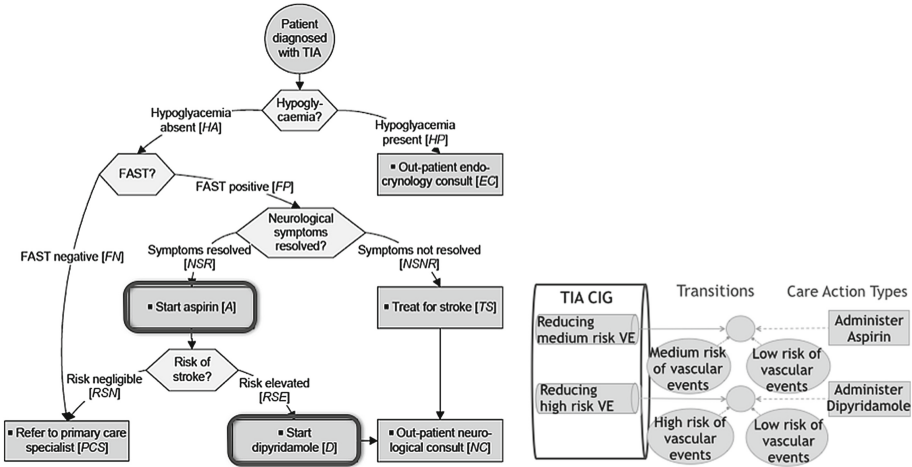 Patient
diagnosed
with TIA
Hypogly-
caemia?
Hypoglyacemia
absent [HA]
Hypoglyacemia
present [HP]
FAST?
▪ Out-patient endo-
crynology consult [EC]
FAST positive [FP]
Neurological
symptoms
resolved?
FAST negative [FN]
Symptoms resolved
[NSR]
Symptoms not resolved
[NSNR]
▪ Start aspirin [A]
▪ Treat for stroke [TS]
Risk of
stroke?
Risk negligible
[RSN]
Risk elevated
[RSE]
▪ Refer to primary care
specialist [PCS]
▪ Start
dipyridamole [D]
▪ Out-patient neuro-
logical consult [NC]
TIA CIG
Transitions
Care Action Types
Reducing
medium risk VE
Administer
Aspirin
Medium risk
of vascular
events
Low risk of
vascular
events
Reducing
high risk VE
Administer
Dipyridamole
High risk of
vascular
events
Low risk of
vascular
events